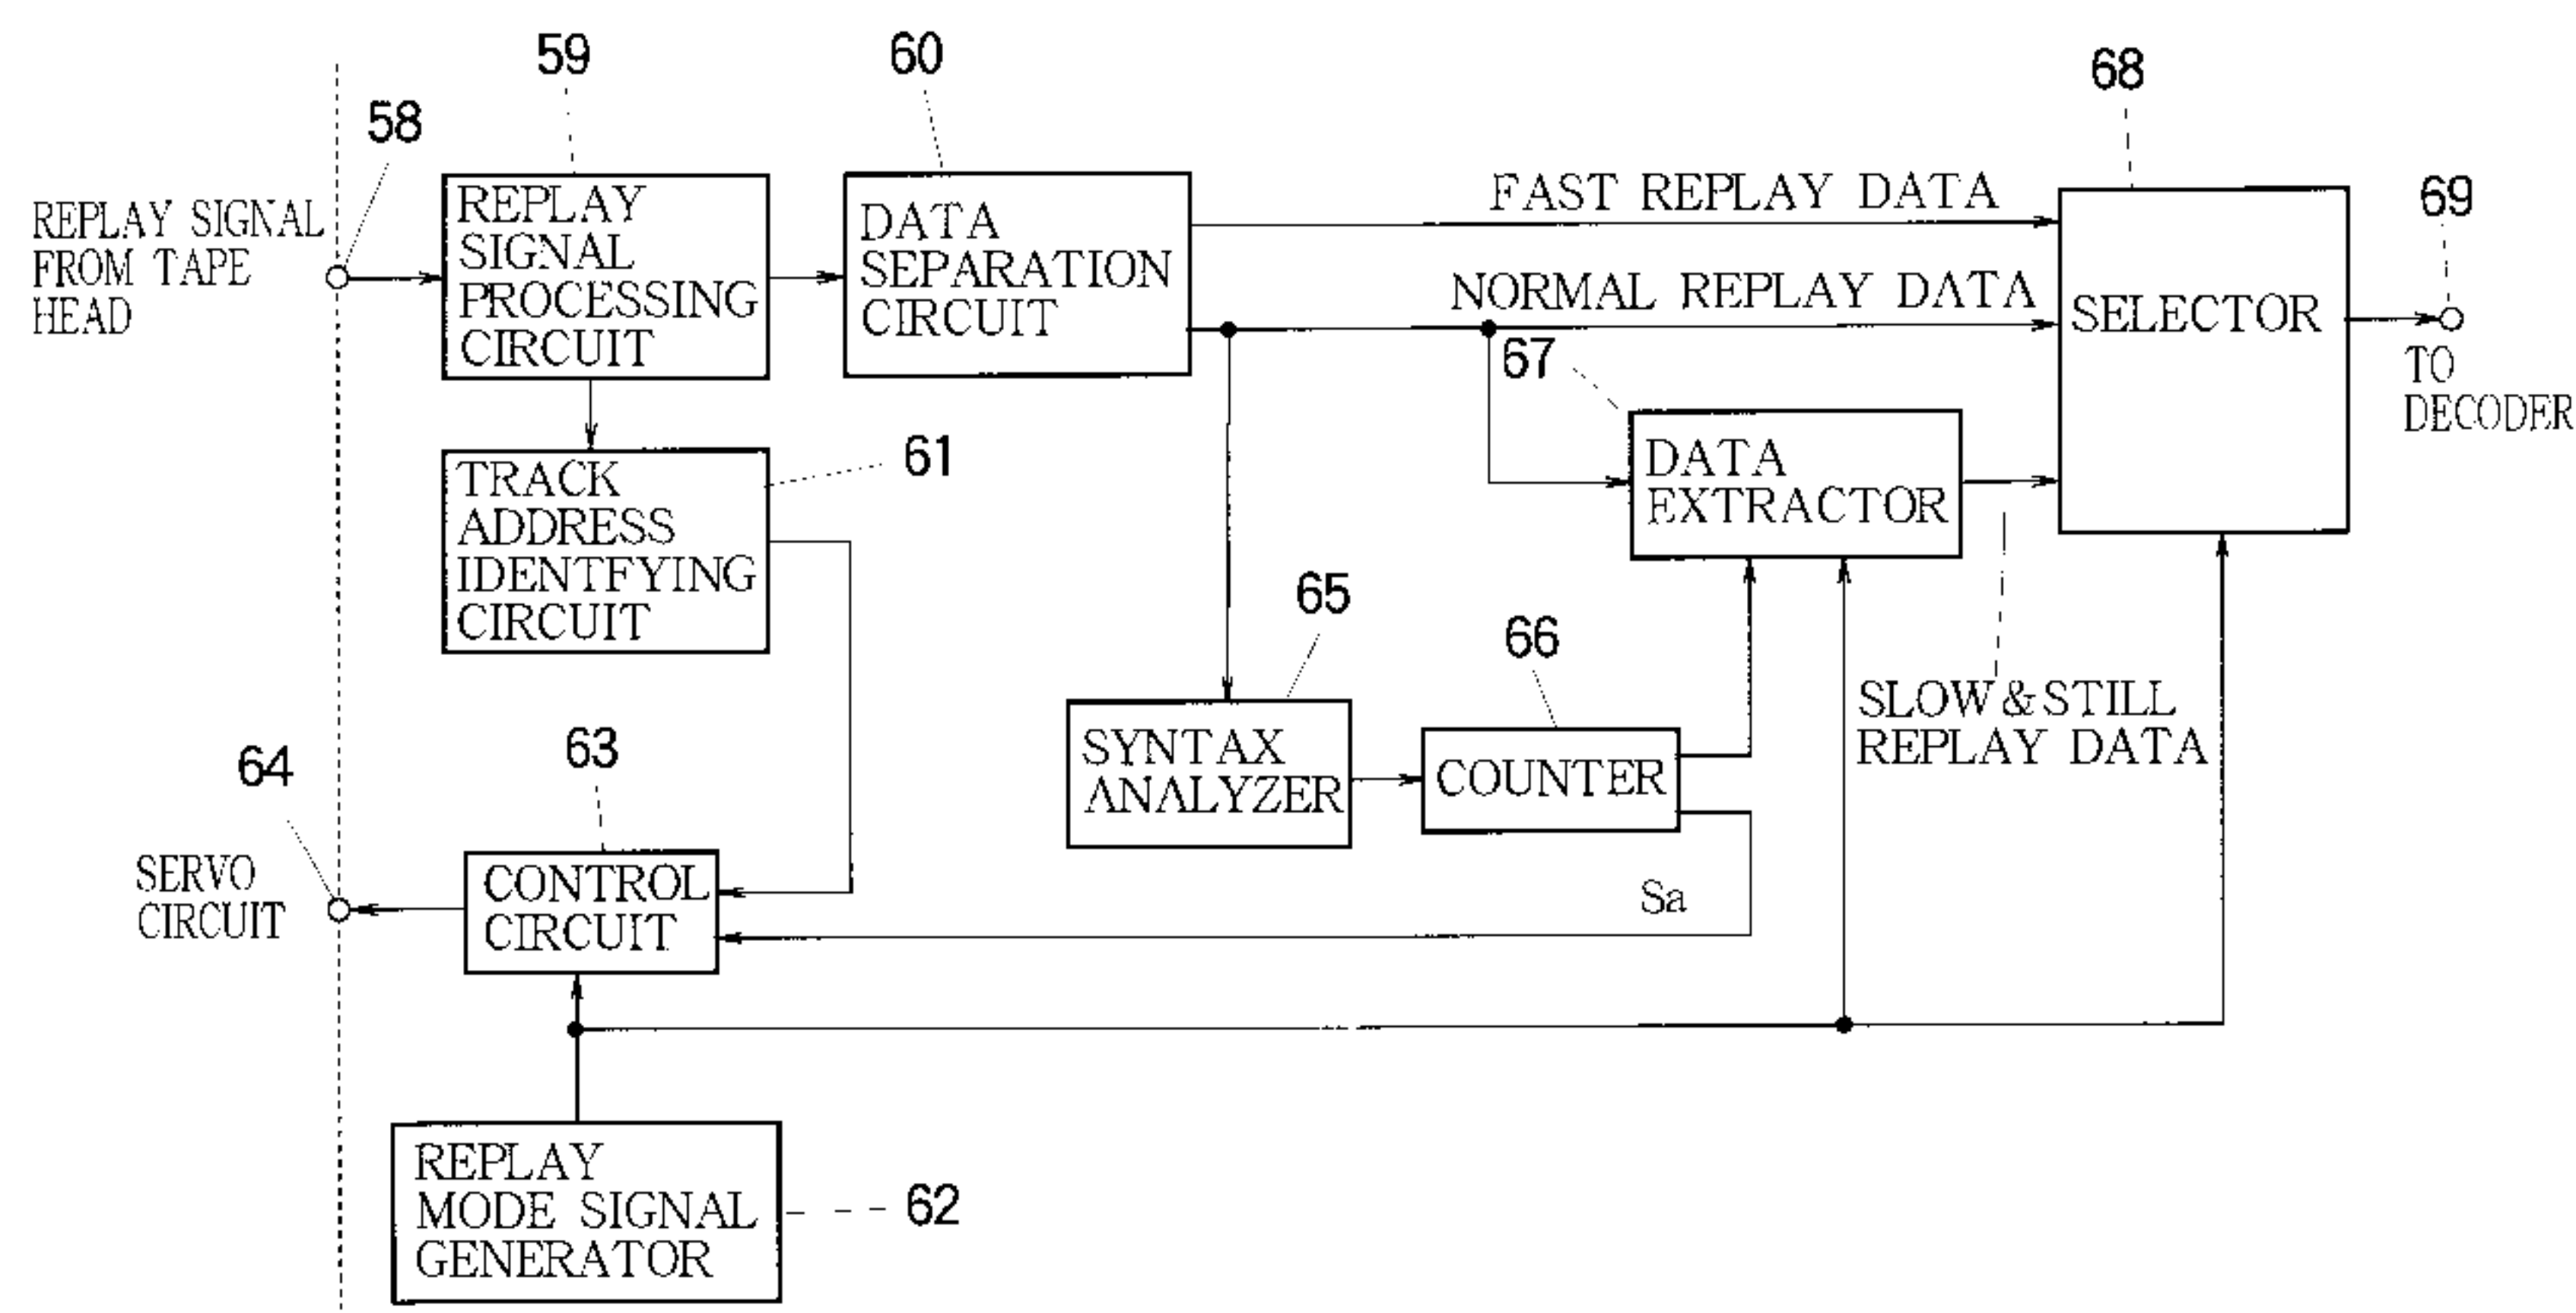 59
60
68
58
REPLAY SIGNAL
FROM TAPE
HEAD
REPLAY
SIGNAL
PROCESSING
CIRCUIT
DATA
SEPARATION
CIRCUIT
FAST REPLAY DATA
NORMAL REPLAY DATA
SELECTOR
69
TO
DECODER
67
DATA
EXTRACTOR
TRACK
ADDRESS
IDENTFYING
CIRCUIT
61
65
66
SYNTAX
ANALYZER
COUNTER
SLOW & STILL
REPLAY DATA
63
64
SERVO
CIRCUIT
CONTROL
CIRCUIT
Sa
REPLAY
MODE SIGNAL
GENERATOR
62